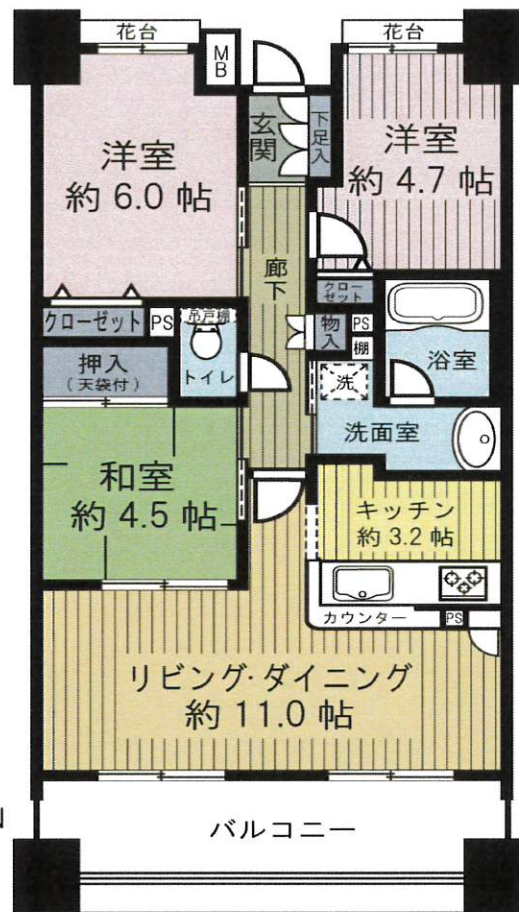 花台
MB
花台
洋室
約 6.0 帖
玄関
下足入
洋室
約 4.7 帖
廊下
クローゼット
クローゼット
PS
吊戸棚
トイレ
物入
PS
棚
浴室
押入
(天袋付)
洗
洗面室
和室
約 4.5 帖
キッチン
約 3.2 帖
カウンター
PS
リビング・ダイニング
約 11.0 帖
バルコニー